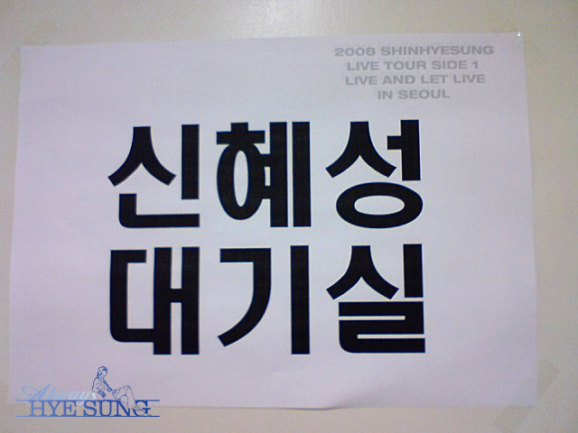 2008 SHINHYESUNG
LIVE TOUR SIDE 1
LIVE AND LET LIVE
IN SEOUL
신혜성
대기실
Always
HYE SUNG